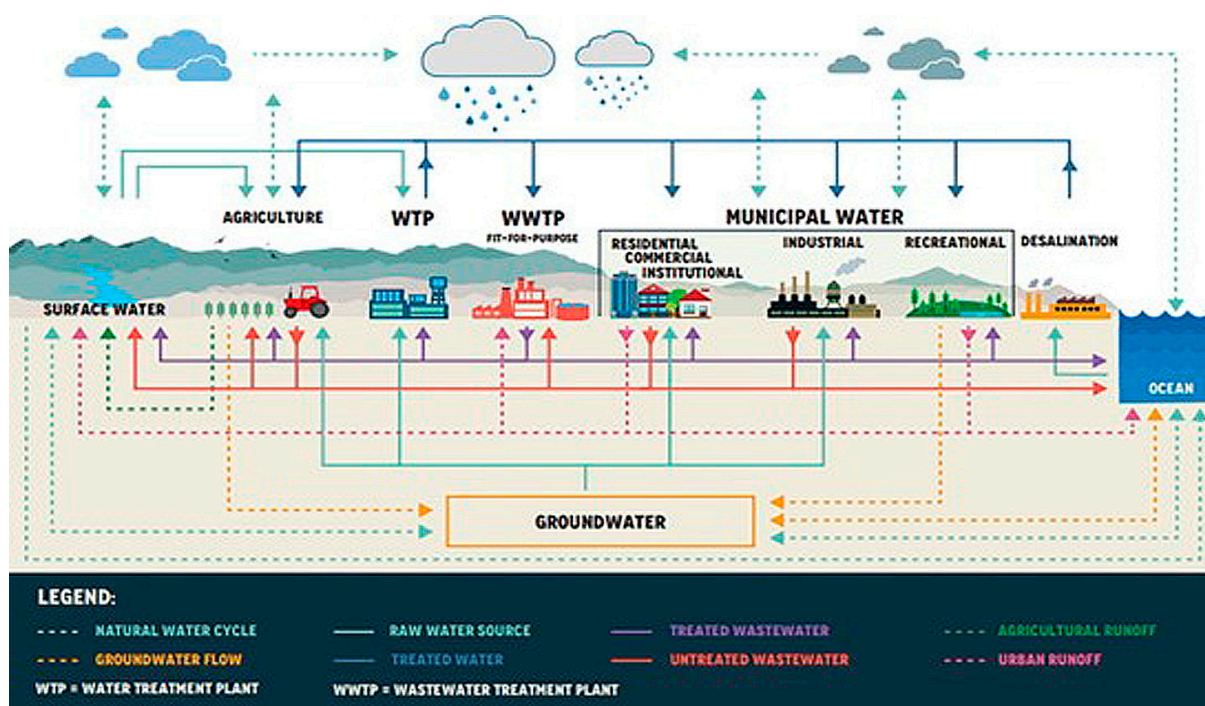 AGRICULTURE
WTP
WWTP
FIT-FOR-PURPOSE
MUNICIPAL WATER
RESIDENTIAL
COMMERCIAL
INSTITUTIONAL
INDUSTRIAL
RECREATIONAL
DESALINATION
SURFACE WATER
OCEAN
GROUNDWATER
LEGEND:
NATURAL WATER CYCLE
RAW WATER SOURCE
TREATED WASTEWATER
AGRICULTURAL RUNOFF
GROUNDWATER FLOW
TREATED WATER
UNTREATED WASTEWATER
URBAN RUNOFF
WTP = WATER TREATMENT PLANT
WWTP = WASTEWATER TREATMENT PLANT